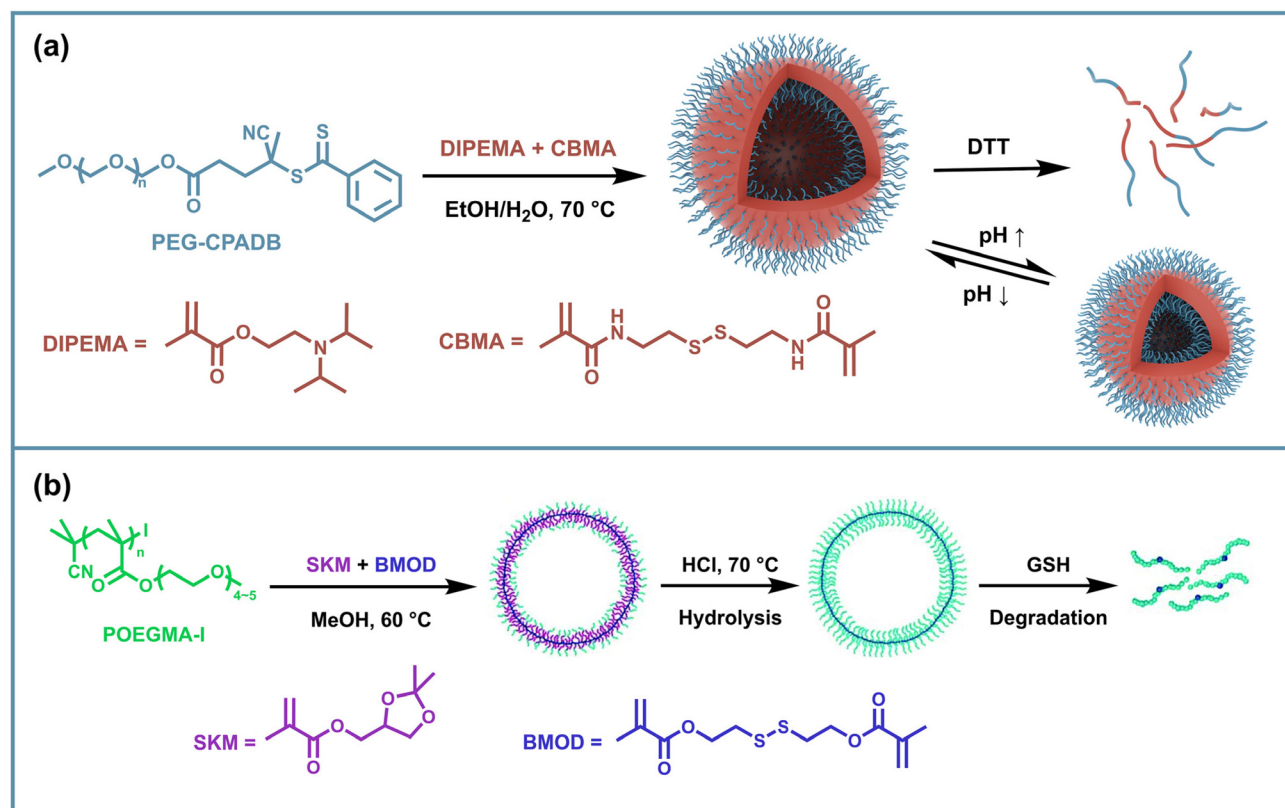 (a)
O
O
n
O
O
NC
S
S
PEG-CPADB
DIPEMA + CBMA
EtOH/H₂O, 70 °C
DTT
pH ↑
pH ↓
DIPEMA =
O
O
N
CBMA =
O
H
N
S
S
N
H
O
(b)
n
I
CN
O
O
O
4~5
POEGMA-I
SKM + BMOD
MeOH, 60 °C
HCl, 70 °C
Hydrolysis
GSH
Degradation
SKM =
O
O
O
O
BMOD =
O
O
S
S
O
O